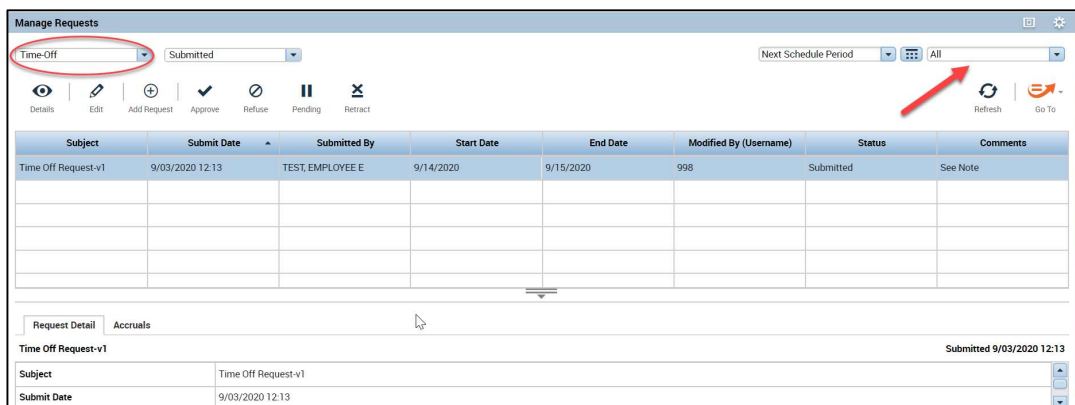 Manage Requests
Time-Off Submitted Next Schedule Period All
Details Edit Add Request Approve Refuse Pending Retract Refresh Go To
Subject Submit Date Submitted By Start Date End Date Modified By (Username) Status Comments
Time Off Request-v1 9/03/2020 12:13 TEST, EMPLOYEE E 9/14/2020 9/15/2020 998 Submitted See Note
Request Detail Accruals
Time Off Request-v1 Submitted 9/03/2020 12:13
Subject Time Off Request-v1
Submit Date 9/03/2020 12:13